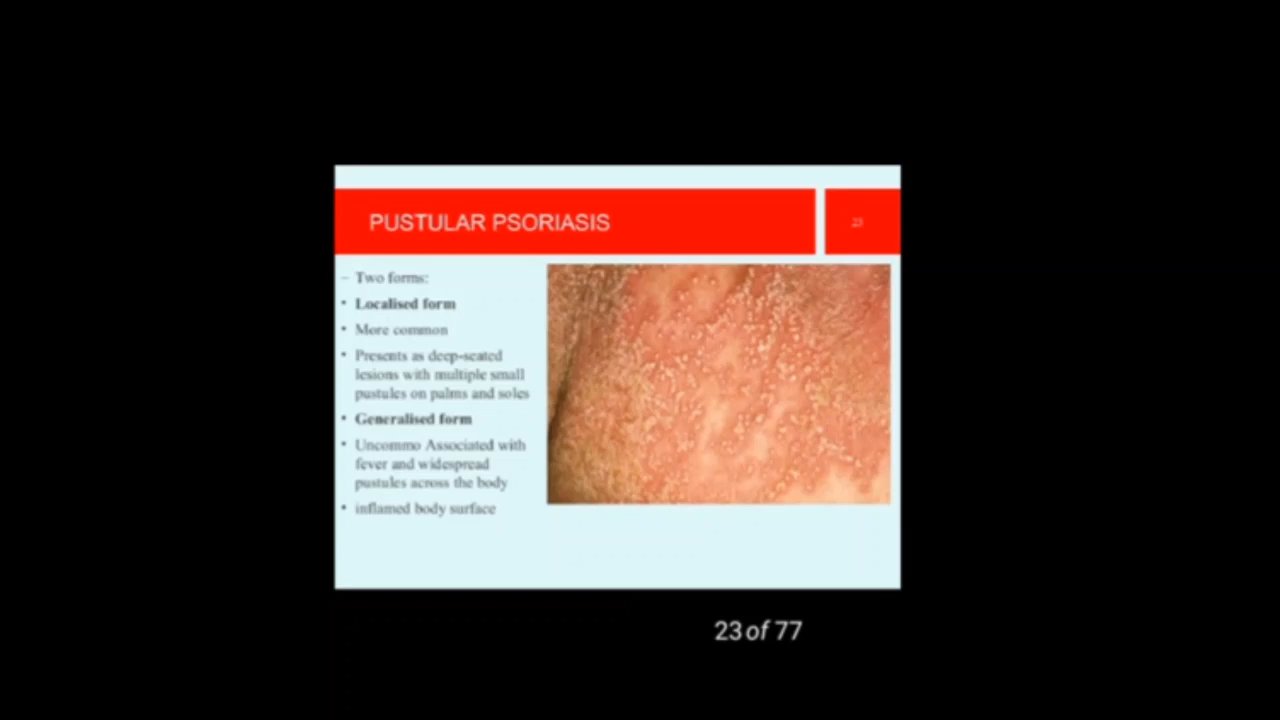 PUSTULAR PSORIASIS
23
– Two forms:
• Localised form
• More common
• Presents as deep-seated
lesions with multiple small
pustules on palms and soles
• Generalised form
• Uncommo Associated with
fever and widespread
pustules across the body
• inflamed body surface
23 of 77